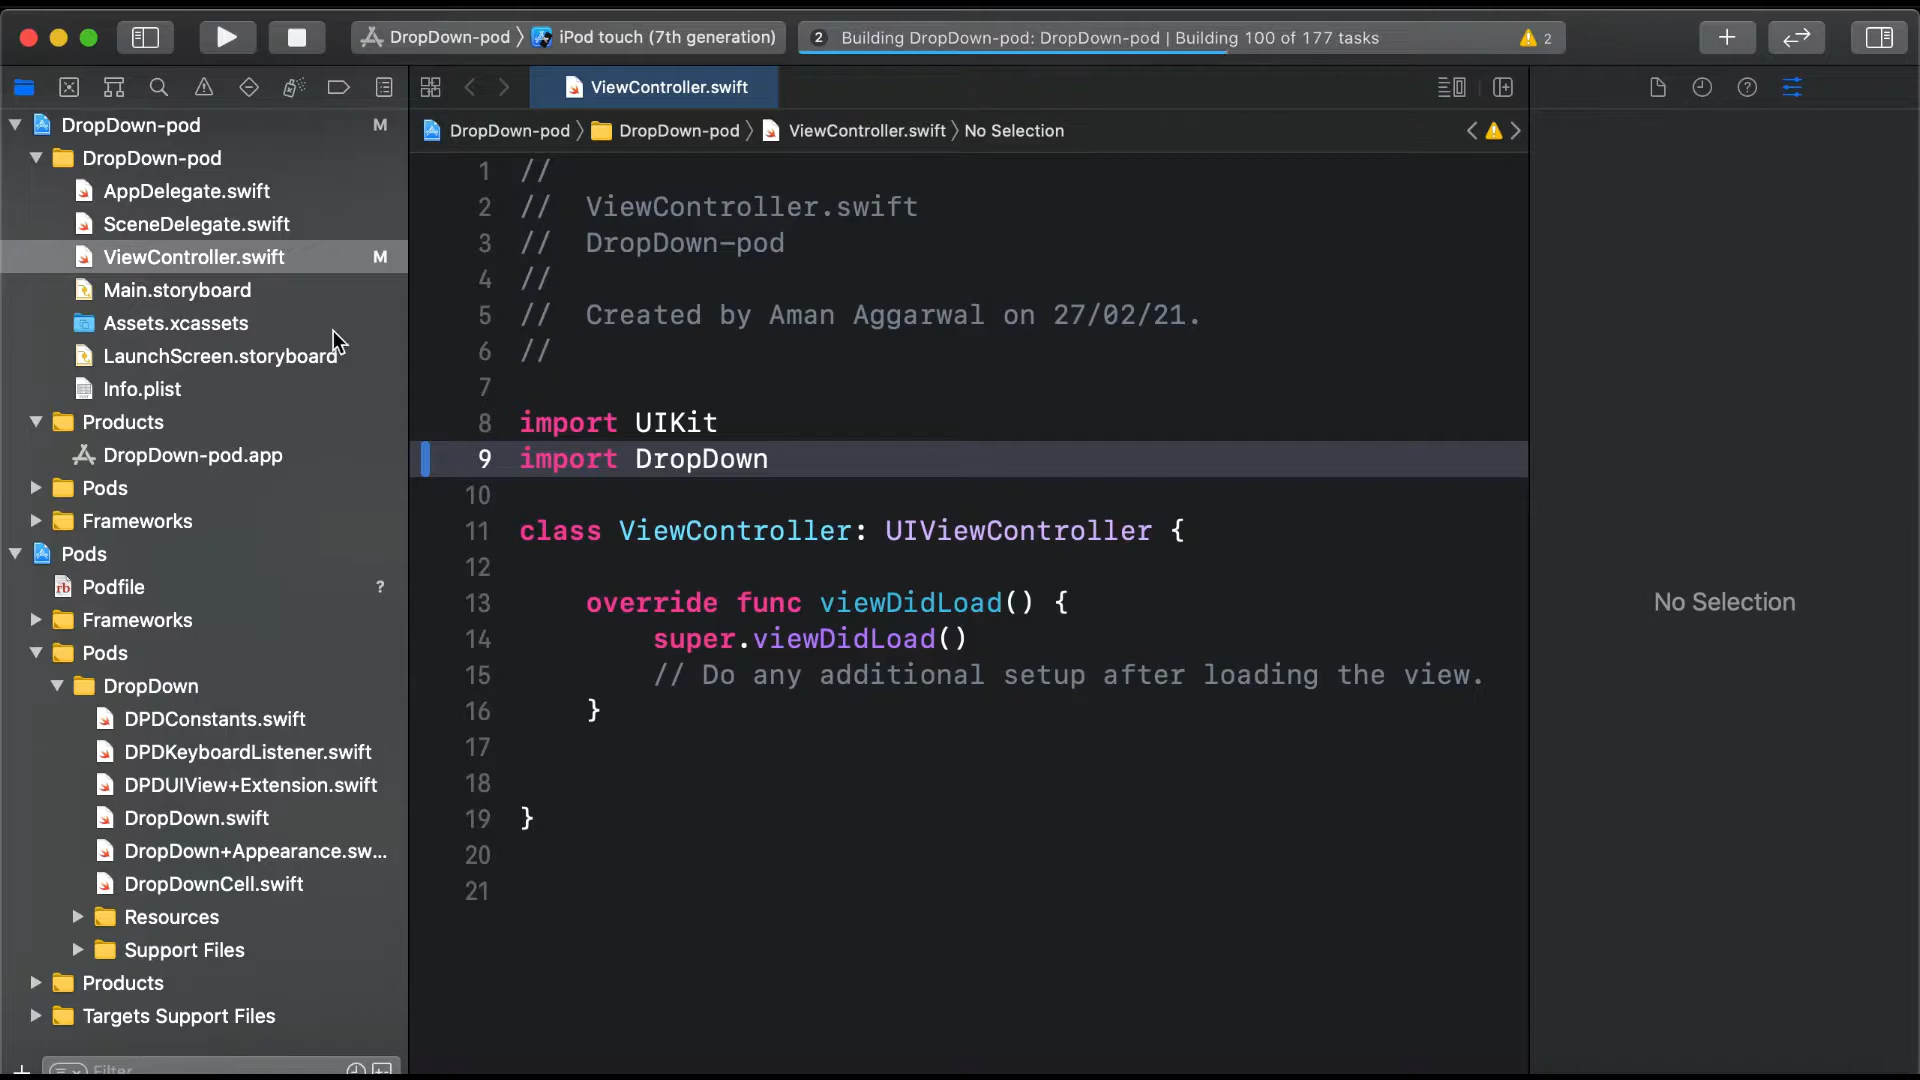 DropDown-pod 〉 iPod touch (7th generation)
2 Building DropDown-pod: DropDown-pod | Building 100 of 177 tasks
2
ViewController.swift
DropDown-pod 〉 DropDown-pod 〉 ViewController.swift 〉 No Selection
DropDown-pod M
DropDown-pod
AppDelegate.swift
SceneDelegate.swift
ViewController.swift M
Main.storyboard
Assets.xcassets
LaunchScreen.storyboard
Info.plist
Products
DropDown-pod.app
Pods
Frameworks
Pods
rb Podfile ?
Frameworks
Pods
DropDown
DPDConstants.swift
DPDKeyboardListener.swift
DPDUIView+Extension.swift
DropDown.swift
DropDown+Appearance.sw...
DropDownCell.swift
Resources
Support Files
Products
Targets Support Files
Filter
1 //
2 //  ViewController.swift
3 //  DropDown-pod
4 //
5 //  Created by Aman Aggarwal on 27/02/21.
6 //
7
8 import UIKit
9 import DropDown
10
11 class ViewController: UIViewController {
12
13     override func viewDidLoad() {
14         super.viewDidLoad()
15         // Do any additional setup after loading the view.
16     }
17
18
19 }
20
21
No Selection